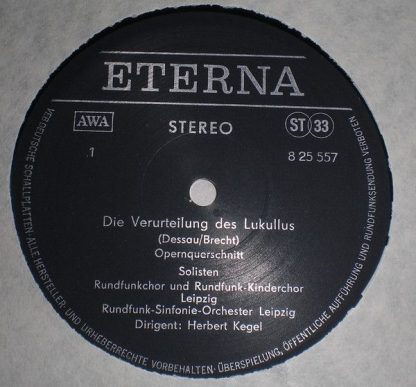 ETERNA
AWA
STEREO
ST 33
1
8 25 557
Die Verurteilung des Lukullus
(Dessau/Brecht)
Opernquerschnitt
Solisten
Rundfunkchor und Rundfunk-Kinderchor
Leipzig
Rundfunk-Sinfonie-Orchester Leipzig
Dirigent: Herbert Kegel
VEB DEUTSCHE SCHALLPLATTEN · ALLE HERSTELLER- UND URHEBERRECHTE VORBEHALTEN · ÜBERSPIELUNG, ÖFFENTLICHE AUFFÜHRUNG UND RUNDFUNKSENDUNG VERBOTEN